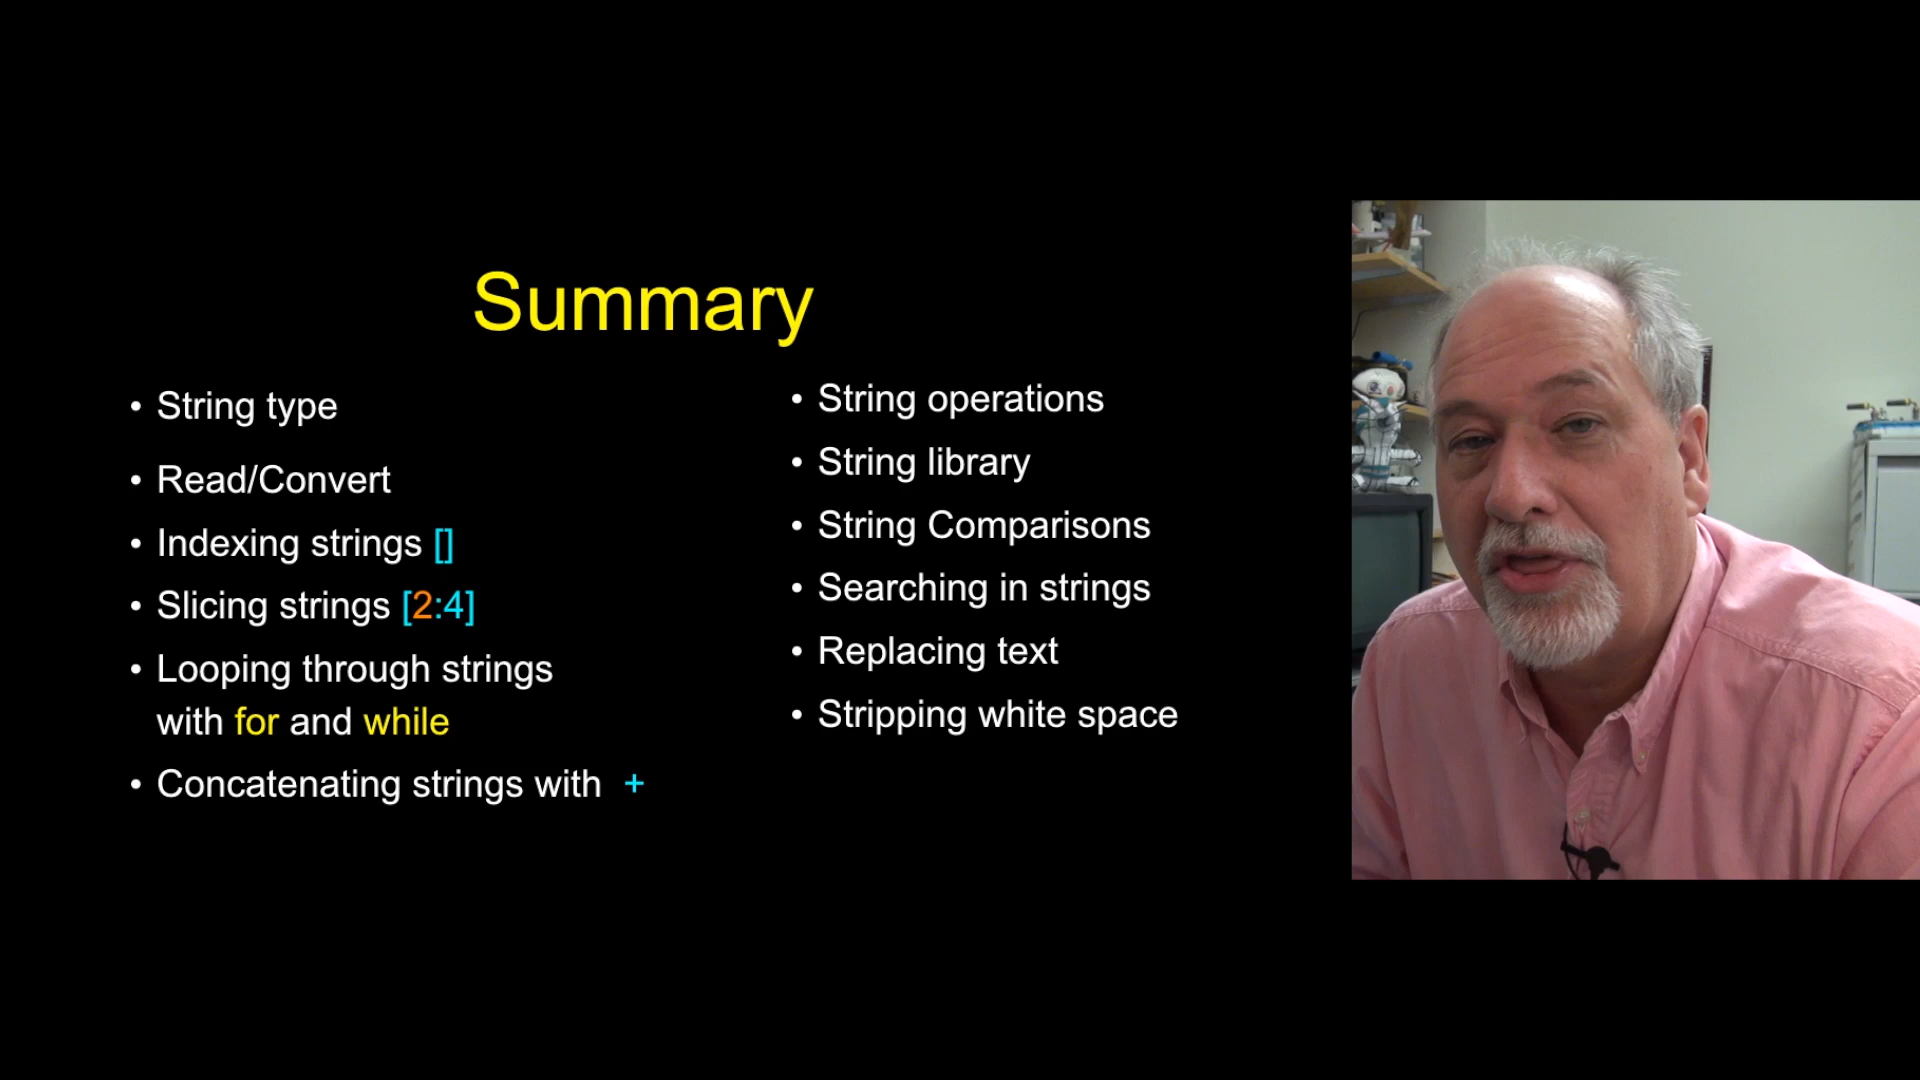 Summary
• String type
• Read/Convert
• Indexing strings []
• Slicing strings [2:4]
• Looping through strings
with for and while
• Concatenating strings with +
• String operations
• String library
• String Comparisons
• Searching in strings
• Replacing text
• Stripping white space